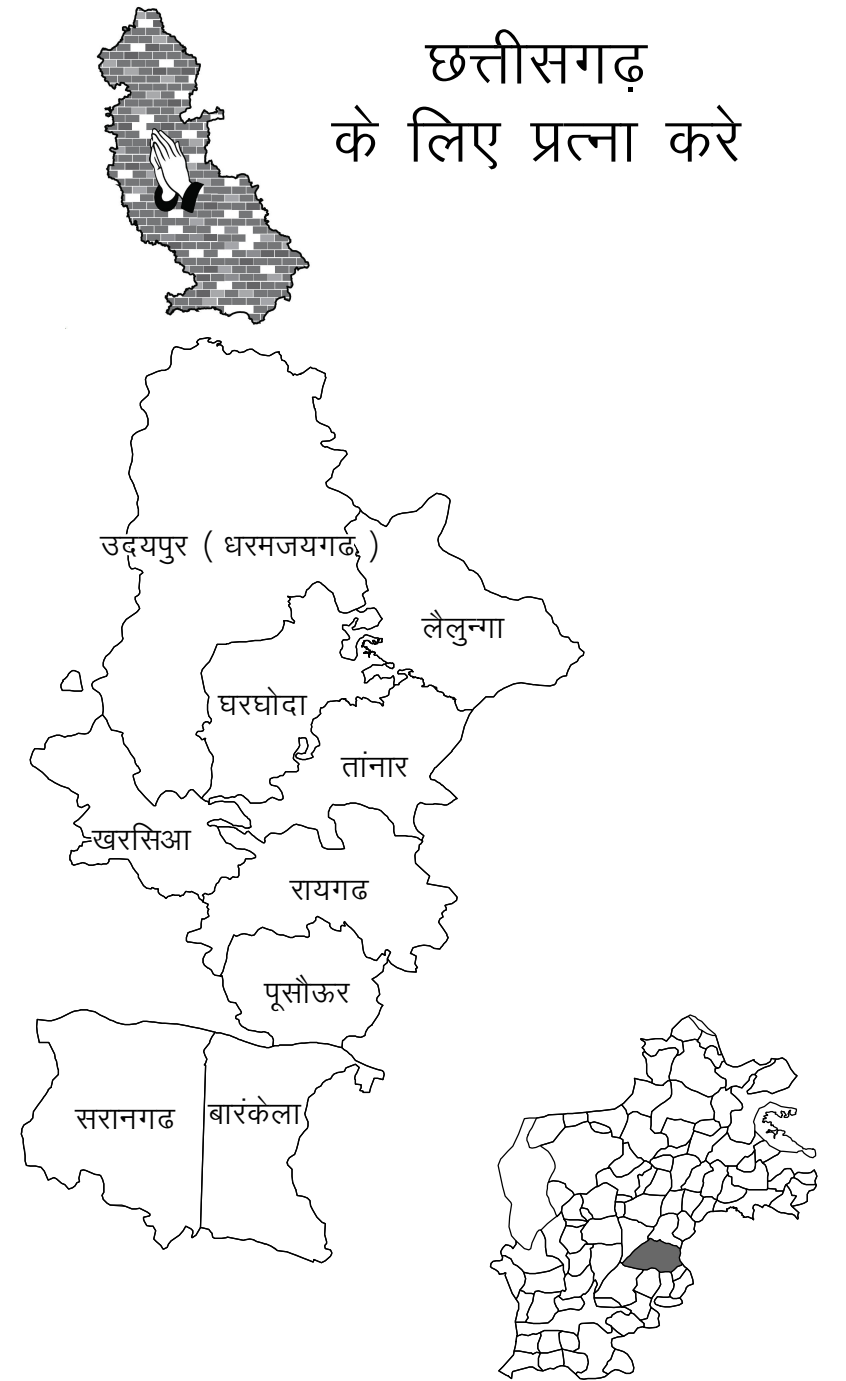 छत्तीसगढ़
के लिए प्रत्ना करे
उदयपुर ( धरमजयगढ )
लैलुन्गा
घरघोदा
तांनार
खरसिआ
रायगढ
पूसौऊर
सरानगढ
बारंकेला